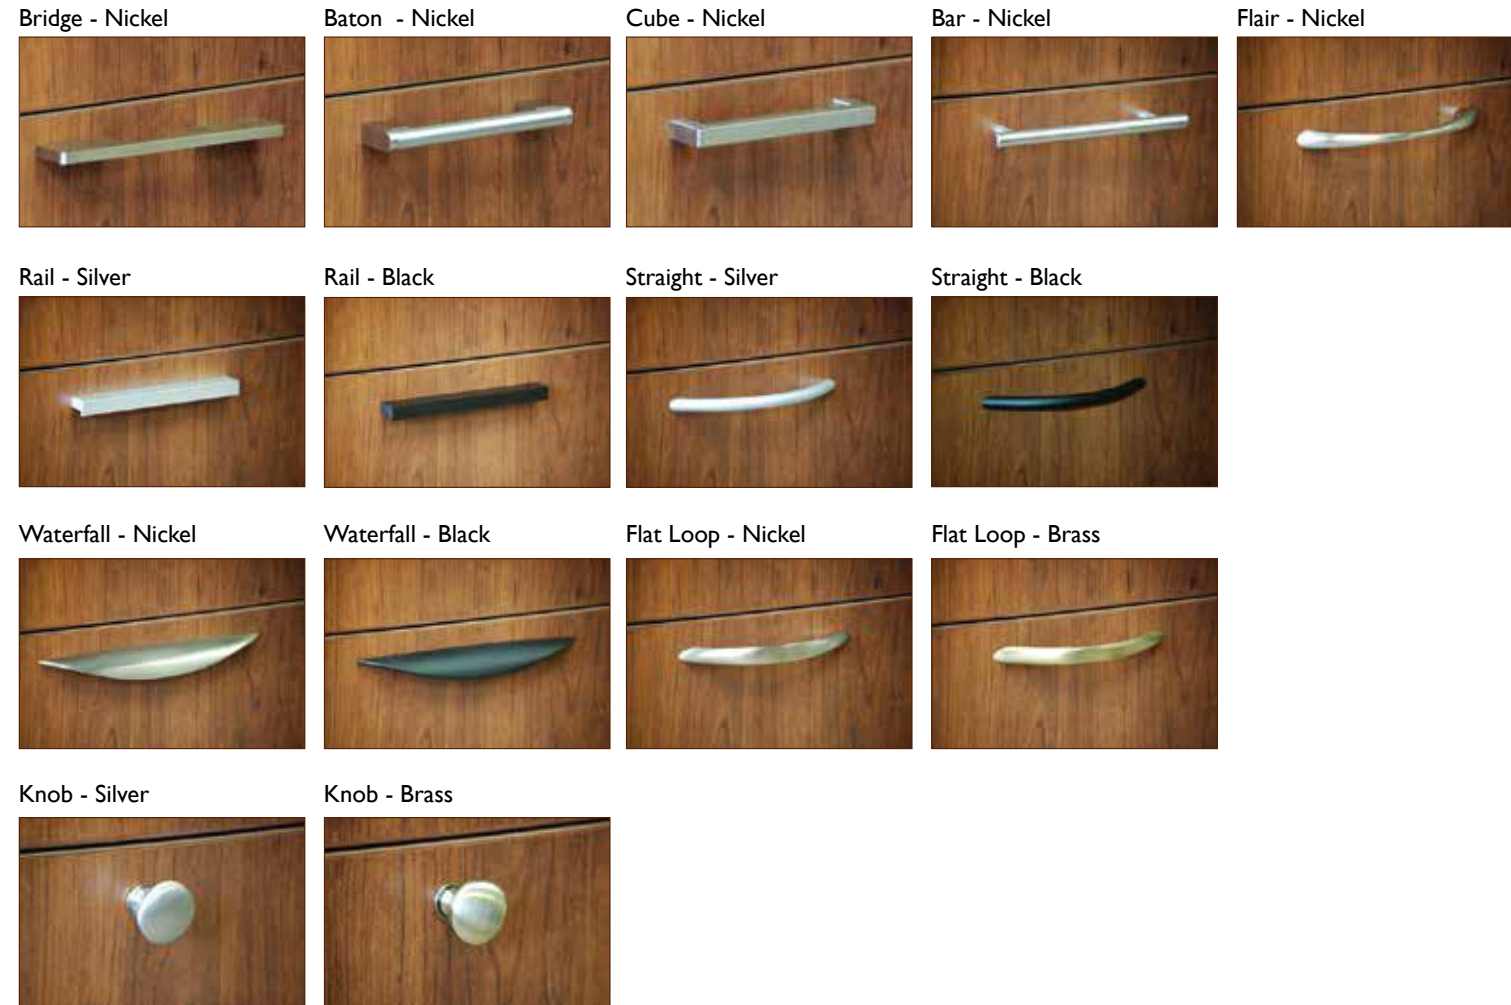 Bridge - Nickel
Baton  - Nickel
Cube - Nickel
Bar - Nickel
Flair - Nickel
Rail - Silver
Rail - Black
Straight - Silver
Straight - Black
Waterfall - Nickel
Waterfall - Black
Flat Loop - Nickel
Flat Loop - Brass
Knob - Silver
Knob - Brass